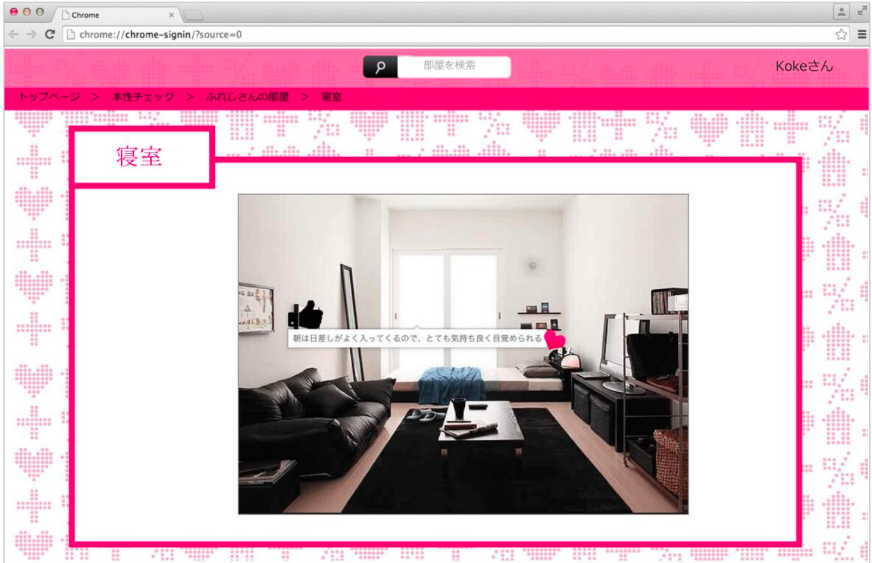 Chrome
chrome://chrome-signin/?source=0
部屋を検索
Kokeさん
トップページ > 本性チェック > ふれじさんの部屋 > 寝室
寝室
朝は日差しがよく入ってくるので、とても気持ち良く目覚められる